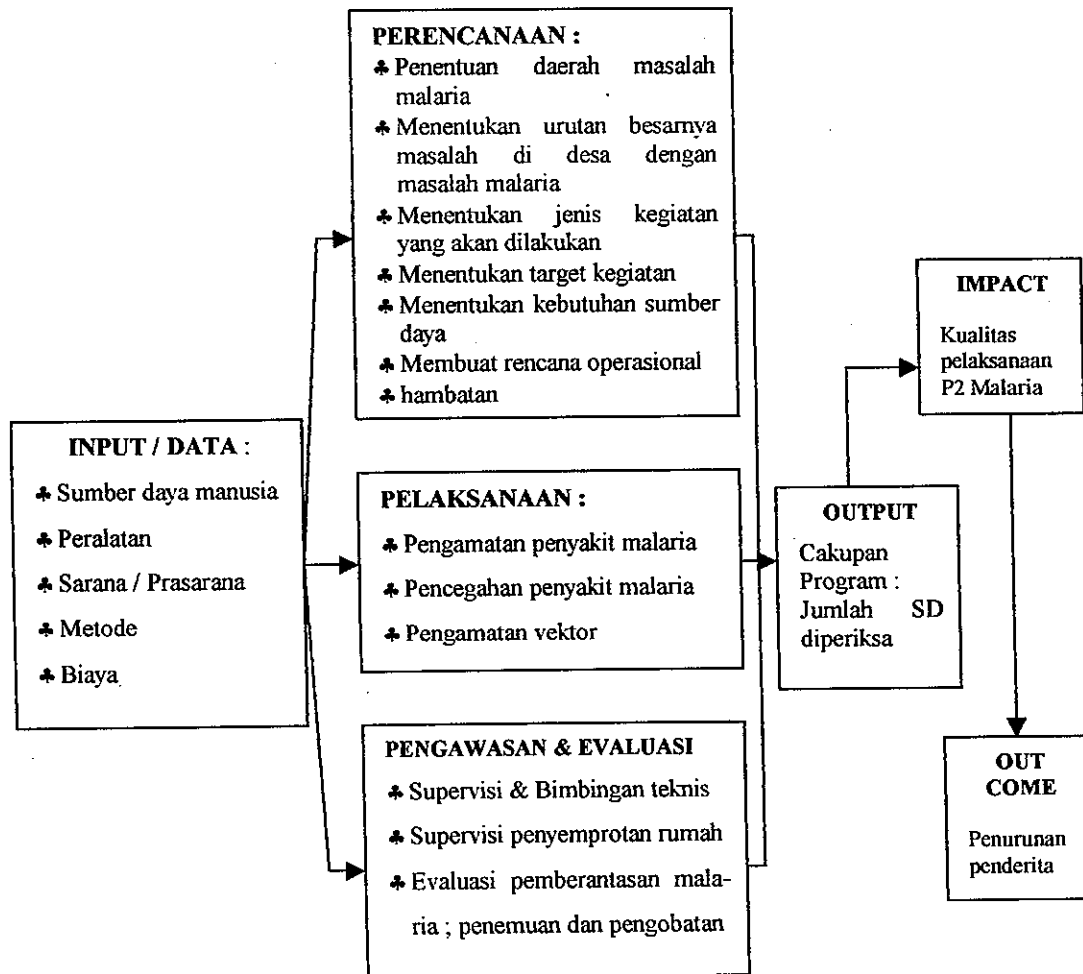 INPUT / DATA :
♣ Sumber daya manusia
♣ Peralatan
♣ Sarana / Prasarana
♣ Metode
♣ Biaya
PERENCANAAN :
♣ Penentuan daerah masalah
malaria
♣ Menentukan urutan besarnya
masalah di desa dengan
masalah malaria
♣ Menentukan jenis kegiatan
yang akan dilakukan
♣ Menentukan target kegiatan
♣ Menentukan kebutuhan sumber
daya
♣ Membuat rencana operasional
♣ hambatan
PELAKSANAAN :
♣ Pengamatan penyakit malaria
♣ Pencegahan penyakit malaria
♣ Pengamatan vektor
PENGAWASAN & EVALUASI
♣ Supervisi & Bimbingan teknis
♣ Supervisi penyemprotan rumah
♣ Evaluasi pemberantasan mala-
ria ; penemuan dan pengobatan
OUTPUT
Cakupan
Program :
Jumlah SD
diperiksa
IMPACT
Kualitas
pelaksanaan
P2 Malaria
OUT
COME
Penurunan
penderita